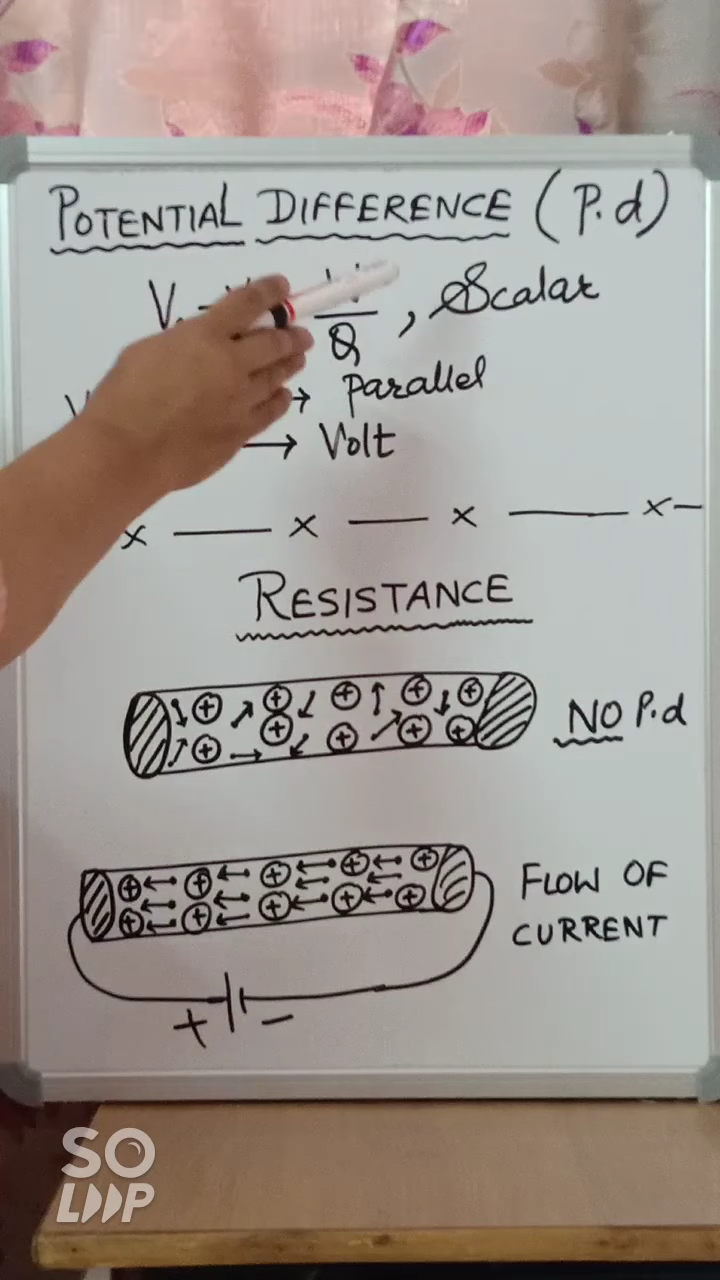 POTENTIAL DIFFERENCE (P.d)
V
Q , Scalar
→ Parallel
→ Volt
x — x — x — x –
RESISTANCE
NO P.d
FLOW OF
CURRENT
+ –
SO
LOOP